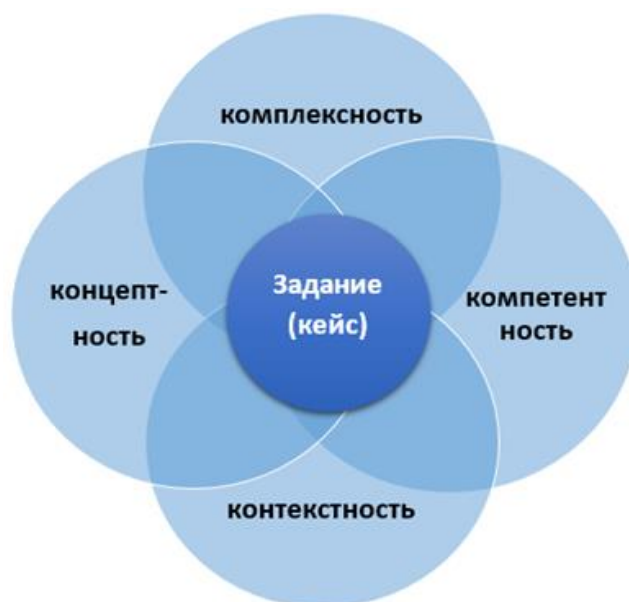 комплексность
концепт-
ность
Задание
(кейс)
компетент
ность
контекстность